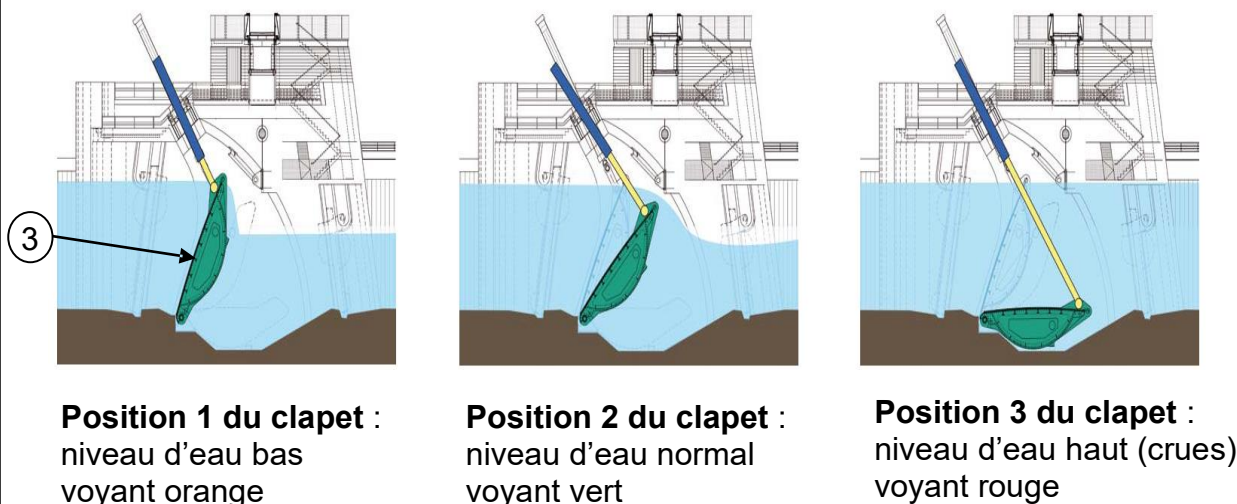 3
Position 1 du clapet :
niveau d’eau bas
voyant orange
Position 2 du clapet :
niveau d’eau normal
voyant vert
Position 3 du clapet :
niveau d’eau haut (crues)
voyant rouge